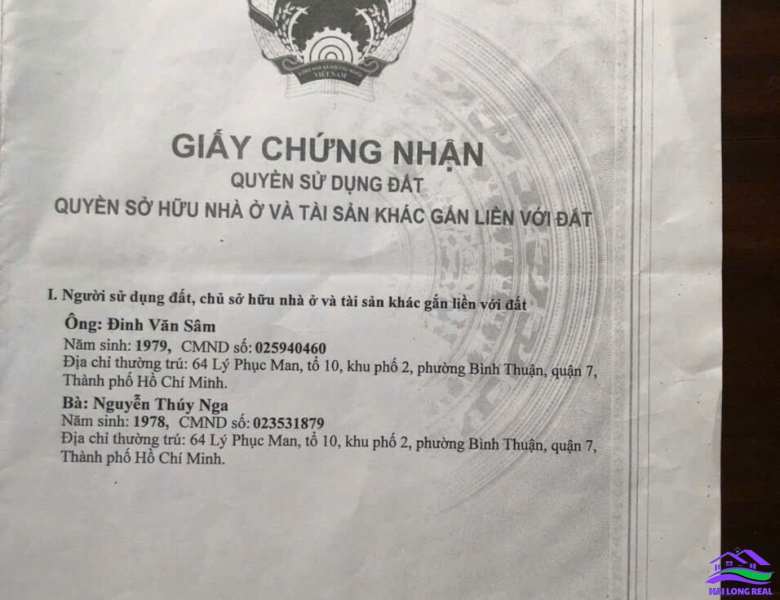 VIỆT NAM
GIẤY CHỨNG NHẬN
QUYỀN SỬ DỤNG ĐẤT
QUYỀN SỞ HỮU NHÀ Ở VÀ TÀI SẢN KHÁC GẮN LIỀN VỚI ĐẤT
I. Người sử dụng đất, chủ sở hữu nhà ở và tài sản khác gắn liền với đất
Ông: Đinh Văn Sâm
Năm sinh: 1979, CMND số: 025940460
Địa chỉ thường trú: 64 Lý Phục Man, tổ 10, khu phố 2, phường Bình Thuận, quận 7,
Thành phố Hồ Chí Minh.
Bà: Nguyễn Thúy Nga
Năm sinh: 1978, CMND số: 023531879
Địa chỉ thường trú: 64 Lý Phục Man, tổ 10, khu phố 2, phường Bình Thuận, quận 7,
Thành phố Hồ Chí Minh.
HAI LONG REAL